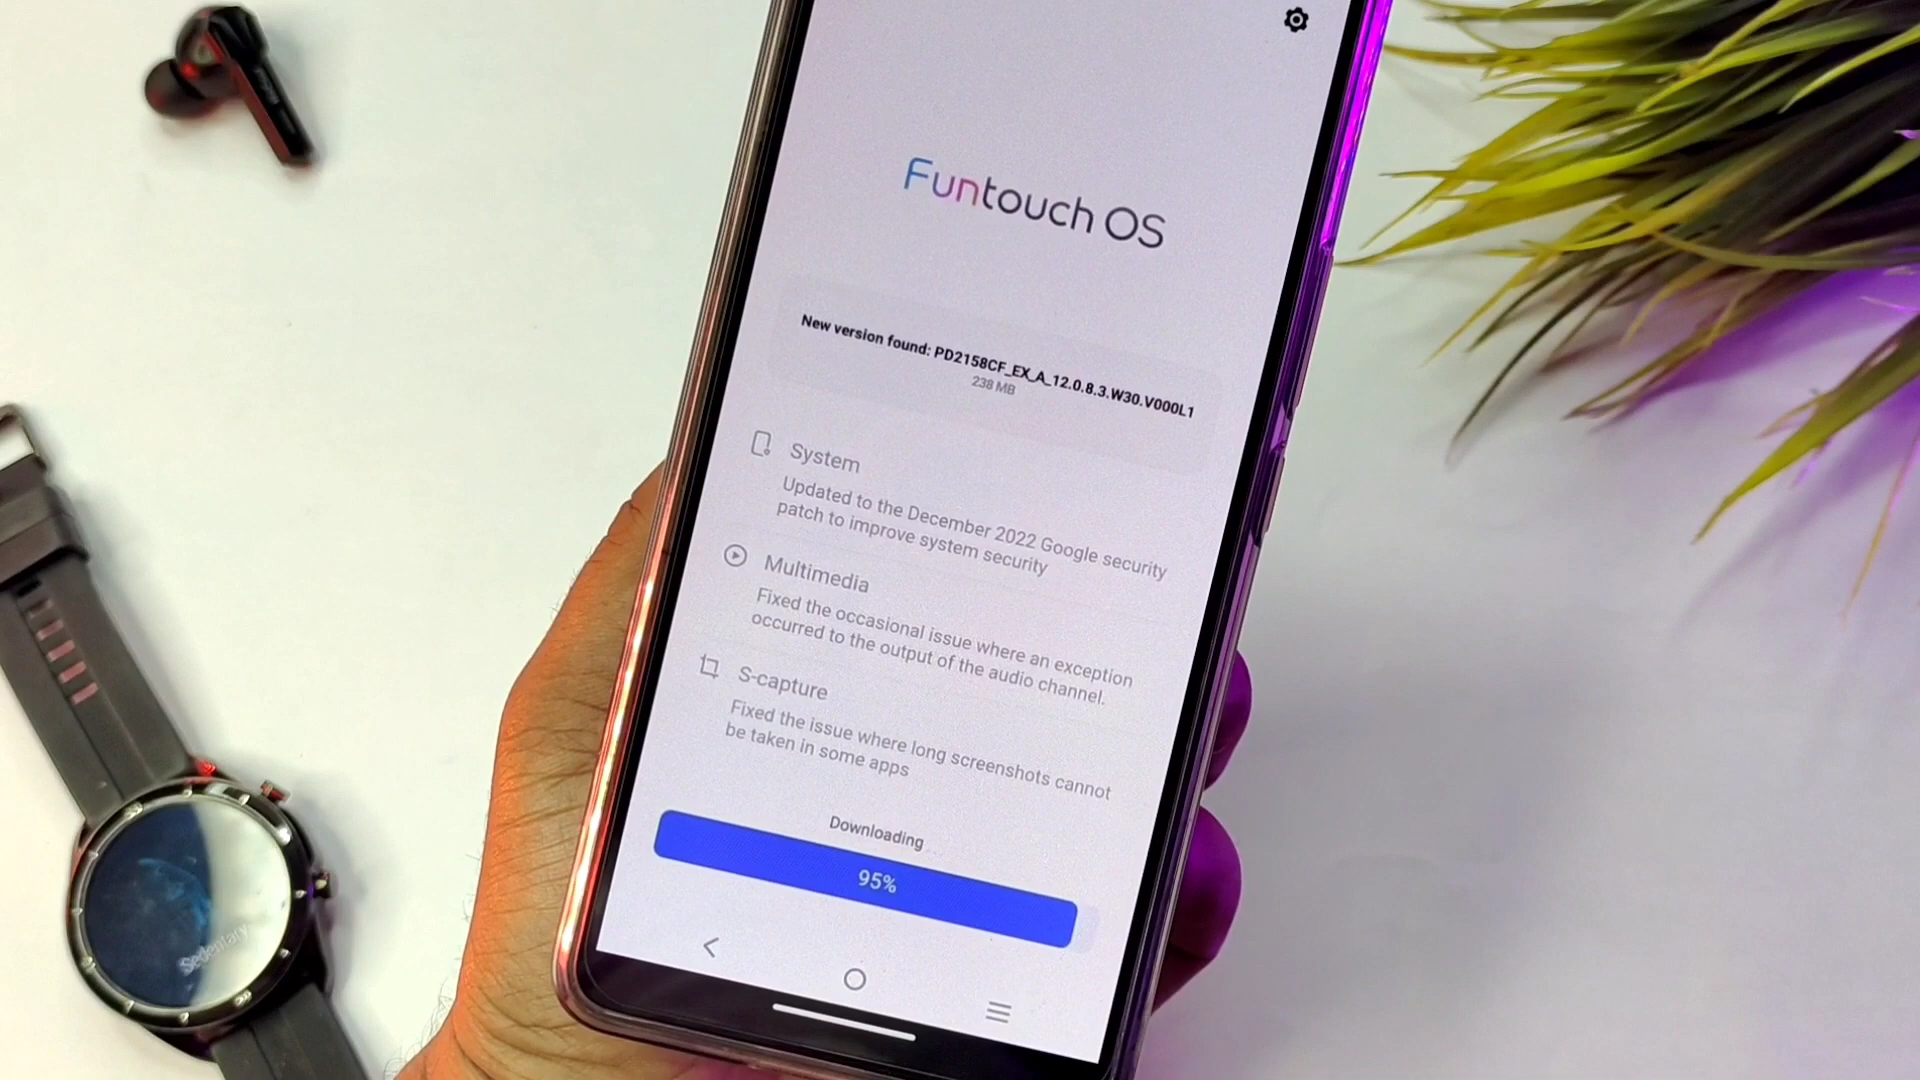 Funtouch OS
New version found: PD2158CF_EX_A_12.0.8.3.W30.V000L1
238 MB
System
Updated to the December 2022 Google security
patch to improve system security
Multimedia
Fixed the occasional issue where an exception
occurred to the output of the audio channel.
S-capture
Fixed the issue where long screenshots cannot
be taken in some apps
Downloading
95%
Sedentary